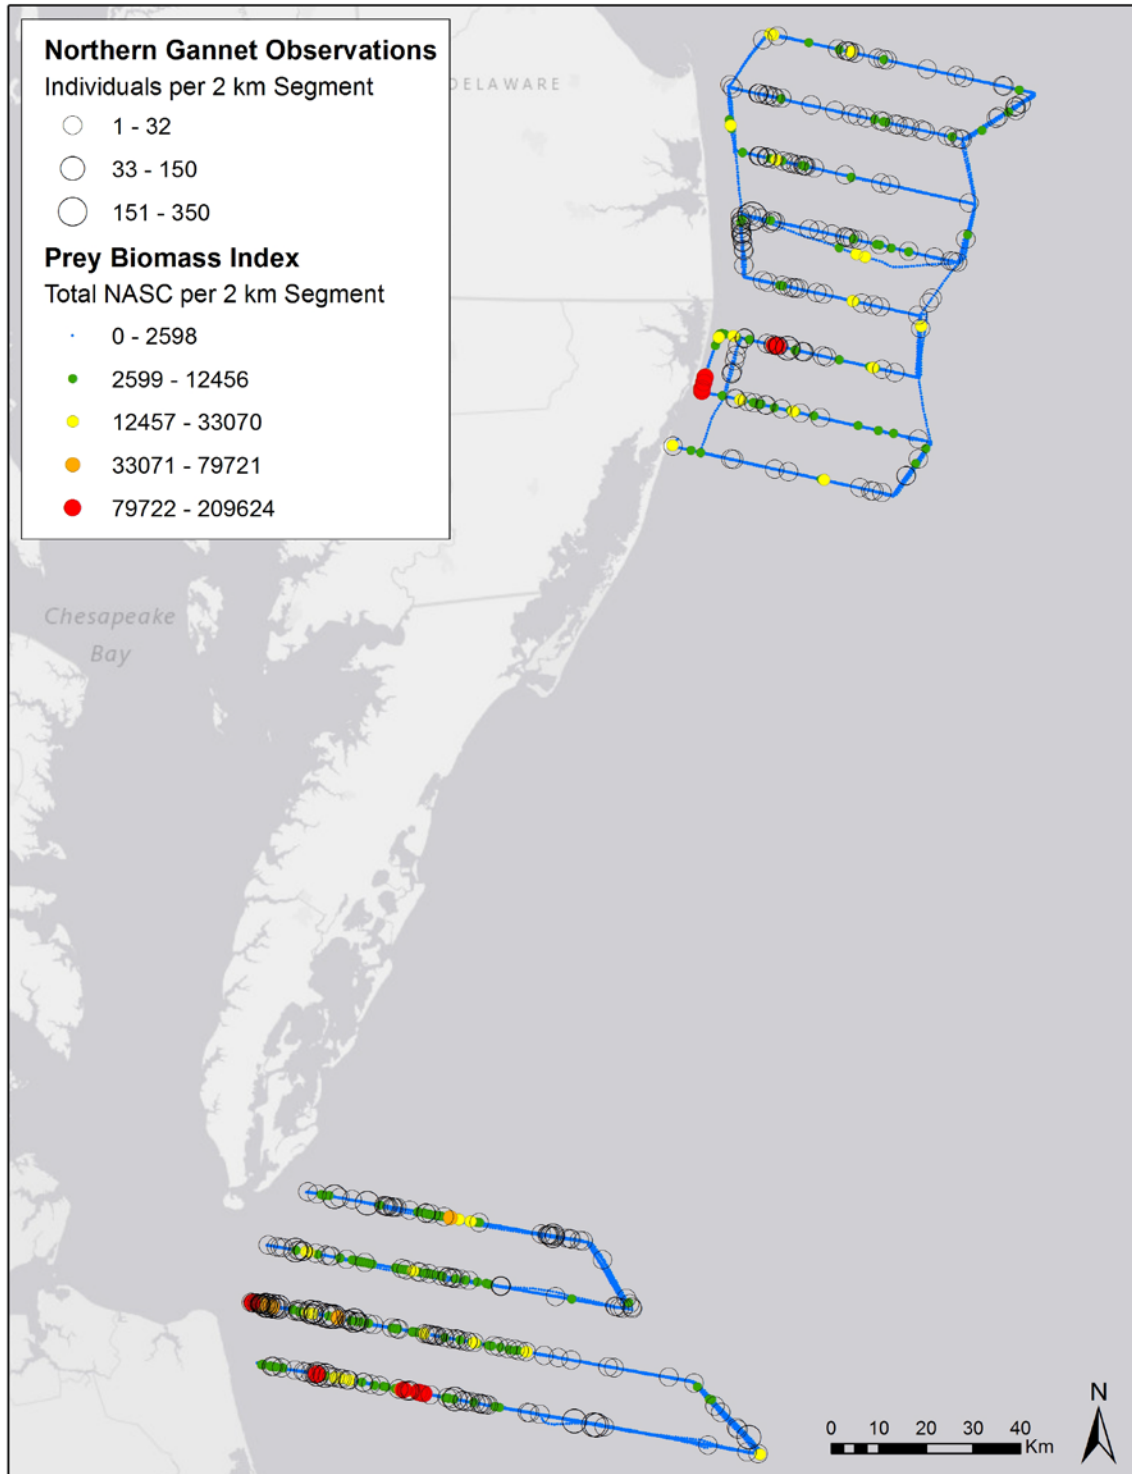 Northern Gannet Observations
Individuals per 2 km Segment
1 - 32
33 - 150
151 - 350
Prey Biomass Index
Total NASC per 2 km Segment
0 - 2598
2599 - 12456
12457 - 33070
33071 - 79721
79722 - 209624
DELAWARE
Chesapeake
Bay
N
0 10 20 30 40
Km